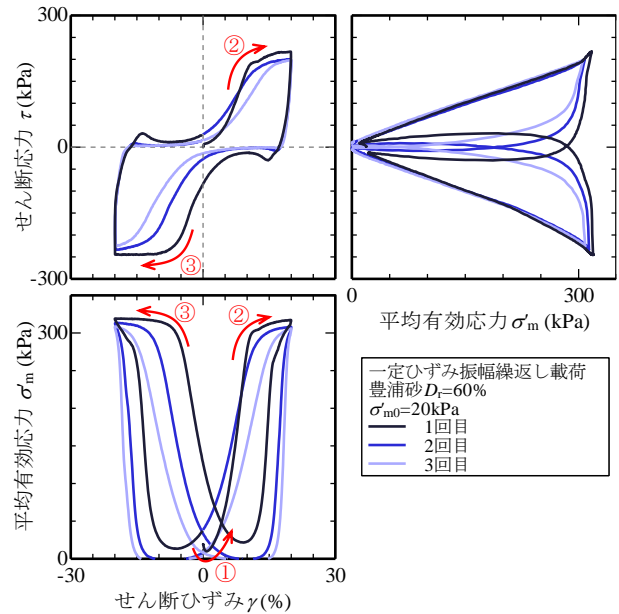 300
0
-300
せん断応力 τ (kPa)
②
③
0
300
平均有効応力 σ'm (kPa)
300
0
平均有効応力 σ'm (kPa)
③
②
①
-30
0
30
せん断ひずみ γ (%)
一定ひずみ振幅繰返し載荷
豊浦砂Dr=60%
σ'm0=20kPa
1回目
2回目
3回目